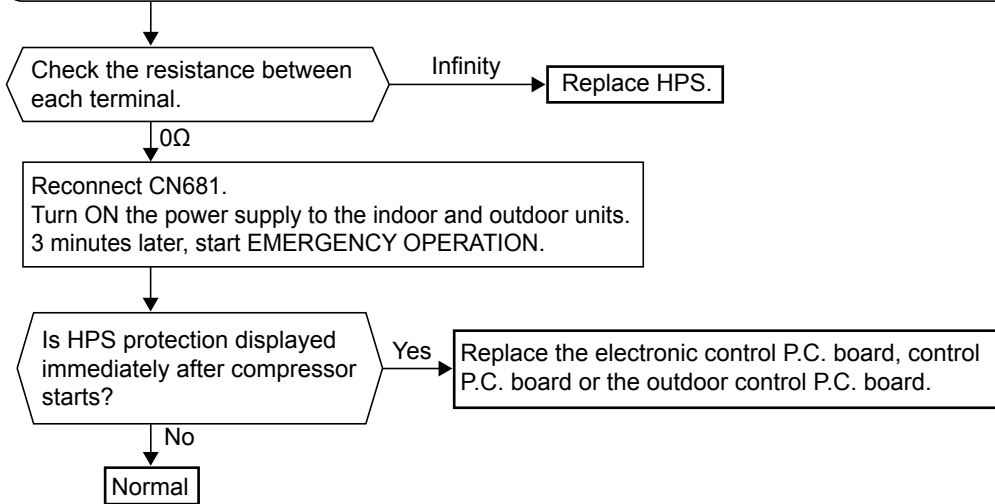 Check the resistance between
each terminal.
Infinity
Replace HPS.
0Ω
Reconnect CN681.
Turn ON the power supply to the indoor and outdoor units.
3 minutes later, start EMERGENCY OPERATION.
Is HPS protection displayed
immediately after compressor
starts?
Yes
Replace the electronic control P.C. board, control
P.C. board or the outdoor control P.C. board.
No
Normal